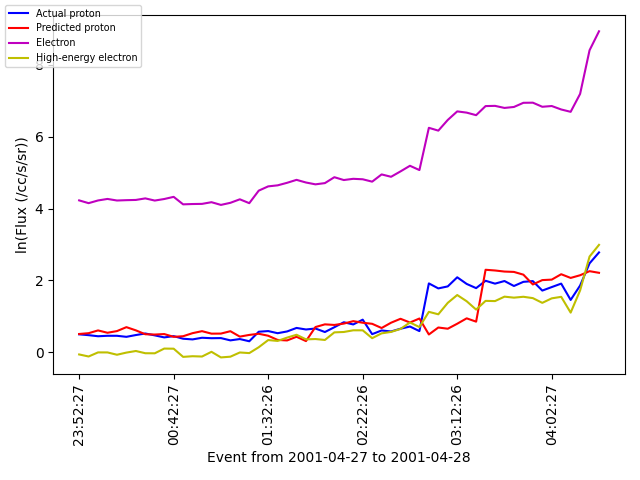 Actual proton
Predicted proton
Electron
High-energy electron
8
6
4
2
0
ln(Flux (/cc/s/sr))
23:52:27
00:42:27
01:32:26
02:22:26
03:12:26
04:02:27
Event from 2001-04-27 to 2001-04-28